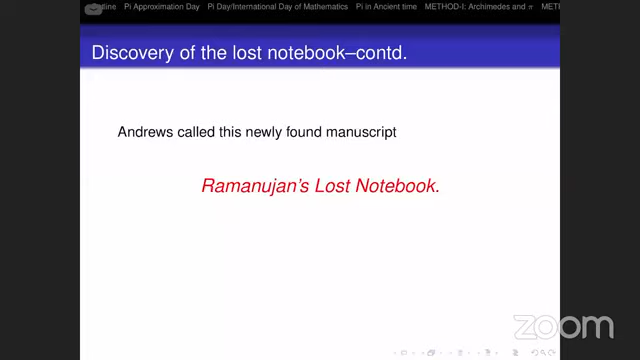 Pi Approximation Day Pi Day/International Day of Mathematics Pi in Ancient time METHOD-I: Archimedes and π
Discovery of the lost notebook–contd.
Andrews called this newly found manuscript
Ramanujan's Lost Notebook.
zoom